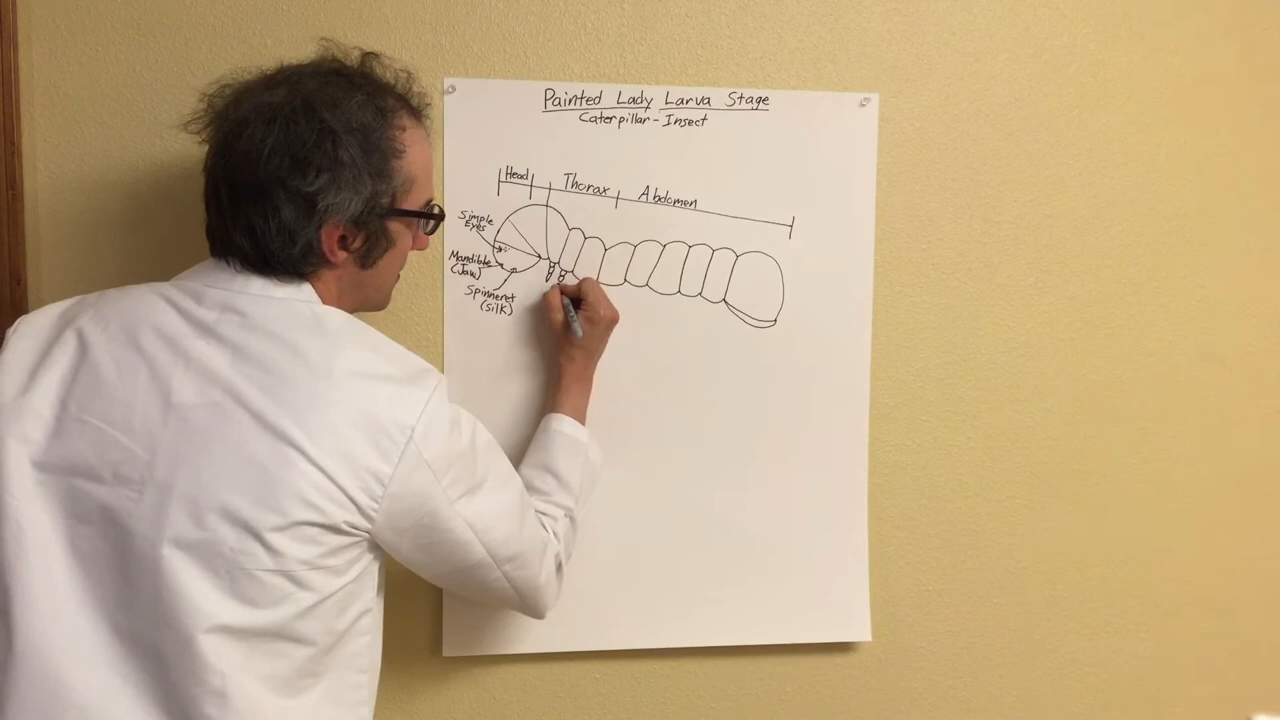 Painted Lady Larva Stage
Caterpillar - Insect
Head
Thorax
Abdomen
Simple
Eyes
Mandible
(Jaw)
Spinneret
(silk)